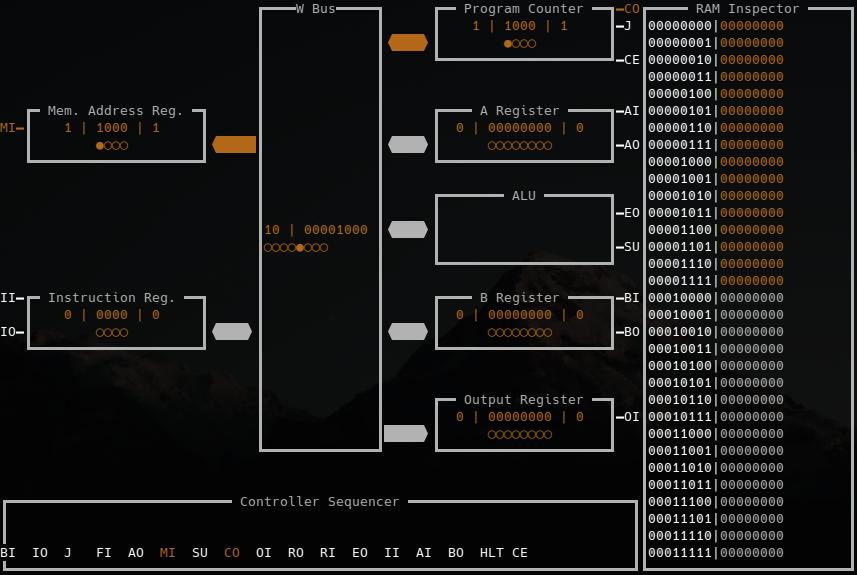 Mem. Address Reg.
MI
1 | 1000 | 1
●○○○
Instruction Reg.
II
0 | 0000 | 0
○○○○
IO
W Bus
10 | 00001000
○○○○●○○○
Program Counter
CO
1 | 1000 | 1
J
●○○○
CE
A Register
AI
0 | 00000000 | 0
○○○○○○○○
AO
ALU
EO
SU
B Register
BI
0 | 00000000 | 0
○○○○○○○○
BO
Output Register
0 | 00000000 | 0
OI
○○○○○○○○
RAM Inspector
00000000|00000000
00000001|00000000
00000010|00000000
00000011|00000000
00000100|00000000
00000101|00000000
00000110|00000000
00000111|00000000
00001000|00000000
00001001|00000000
00001010|00000000
00001011|00000000
00001100|00000000
00001101|00000000
00001110|00000000
00001111|00000000
00010000|00000000
00010001|00000000
00010010|00000000
00010011|00000000
00010100|00000000
00010101|00000000
00010110|00000000
00010111|00000000
00011000|00000000
00011001|00000000
00011010|00000000
00011011|00000000
00011100|00000000
00011101|00000000
00011110|00000000
00011111|00000000
Controller Sequencer
BI IO J FI AO MI SU CO OI RO RI EO II AI BO HLT CE